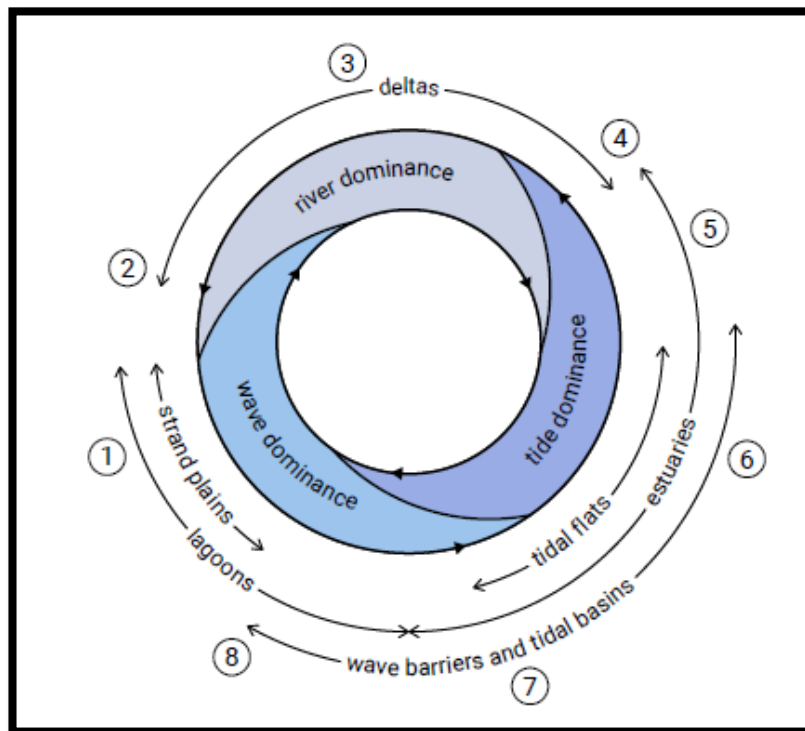 3
deltas
4
river dominance
5
2
wave dominance
tide dominance
strand plains
1
lagoons
tidal flats
estuaries
6
8
wave barriers and tidal basins
7